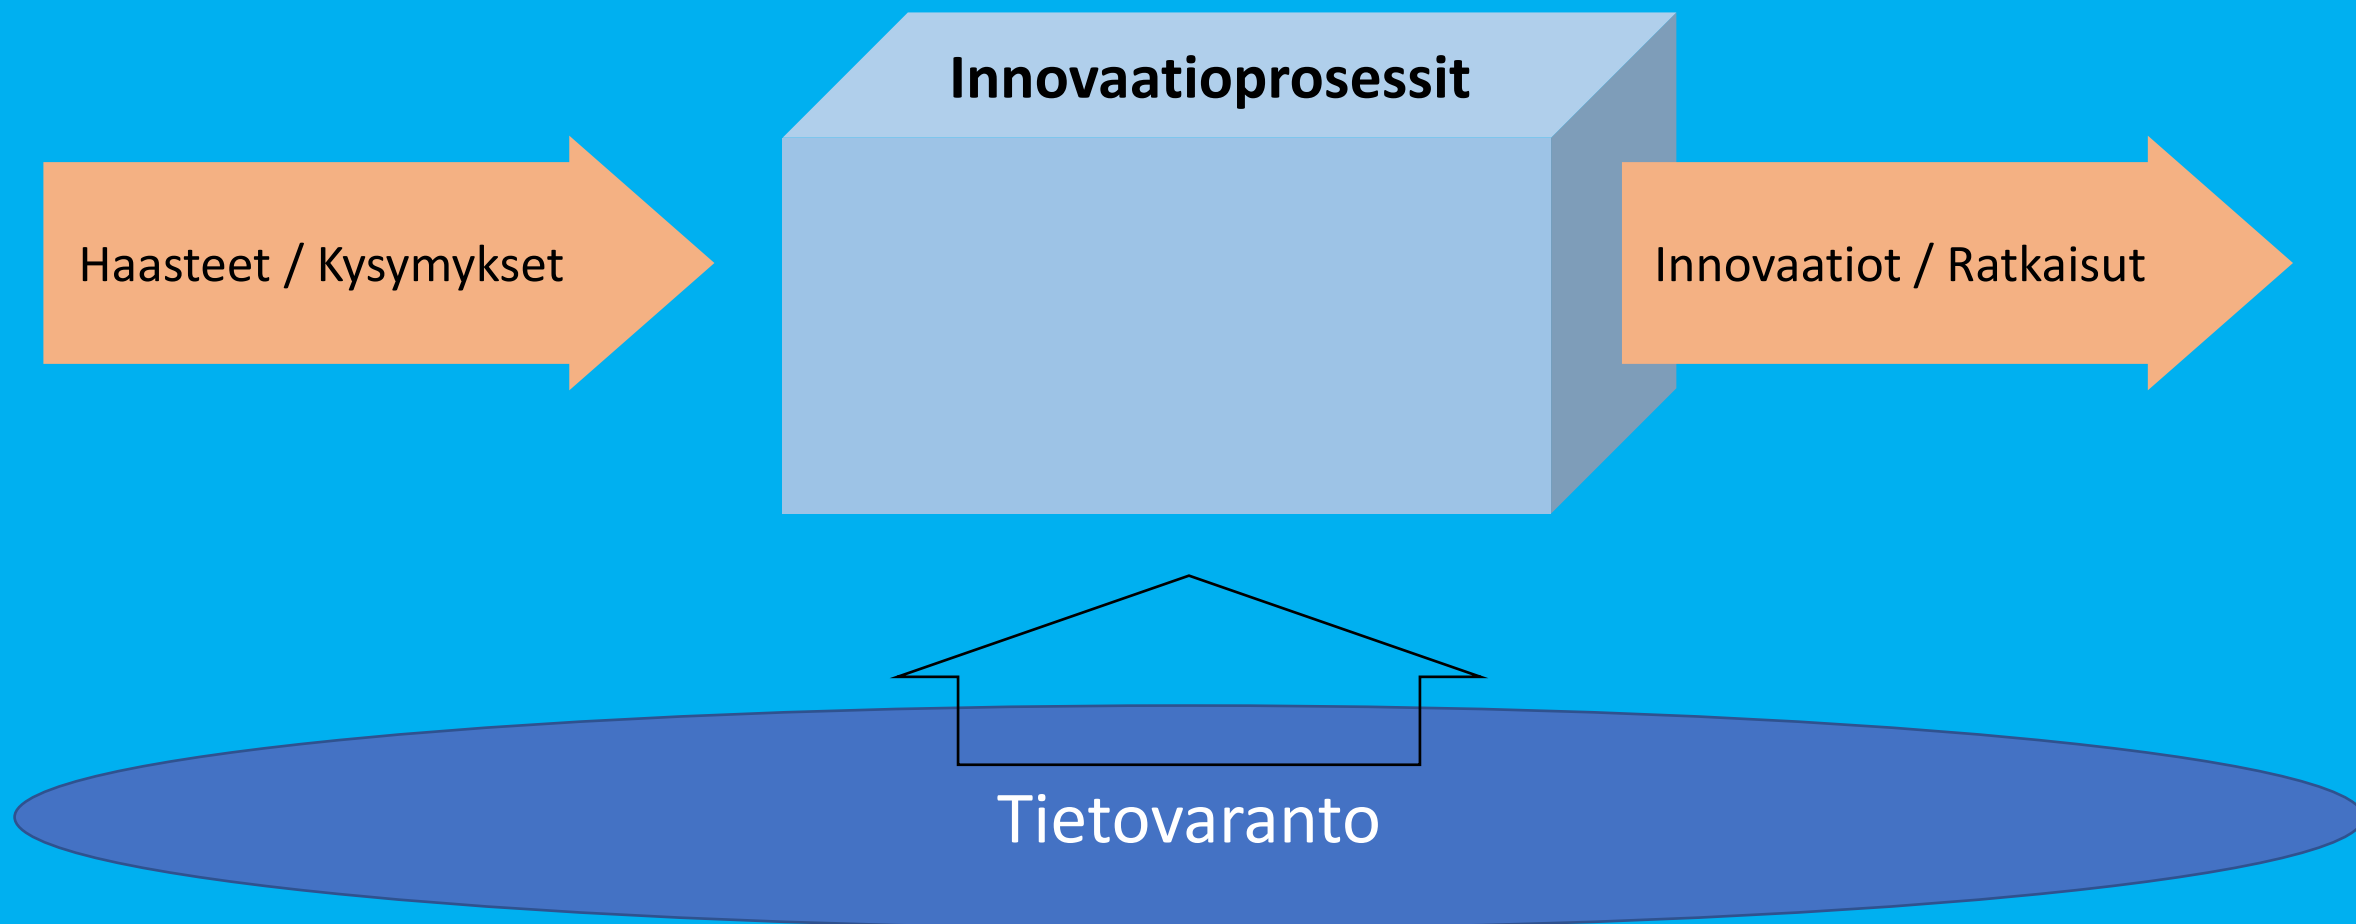 Innovaatioprosessit
Haasteet / Kysymykset
Innovaatiot / Ratkaisut
Tietovaranto